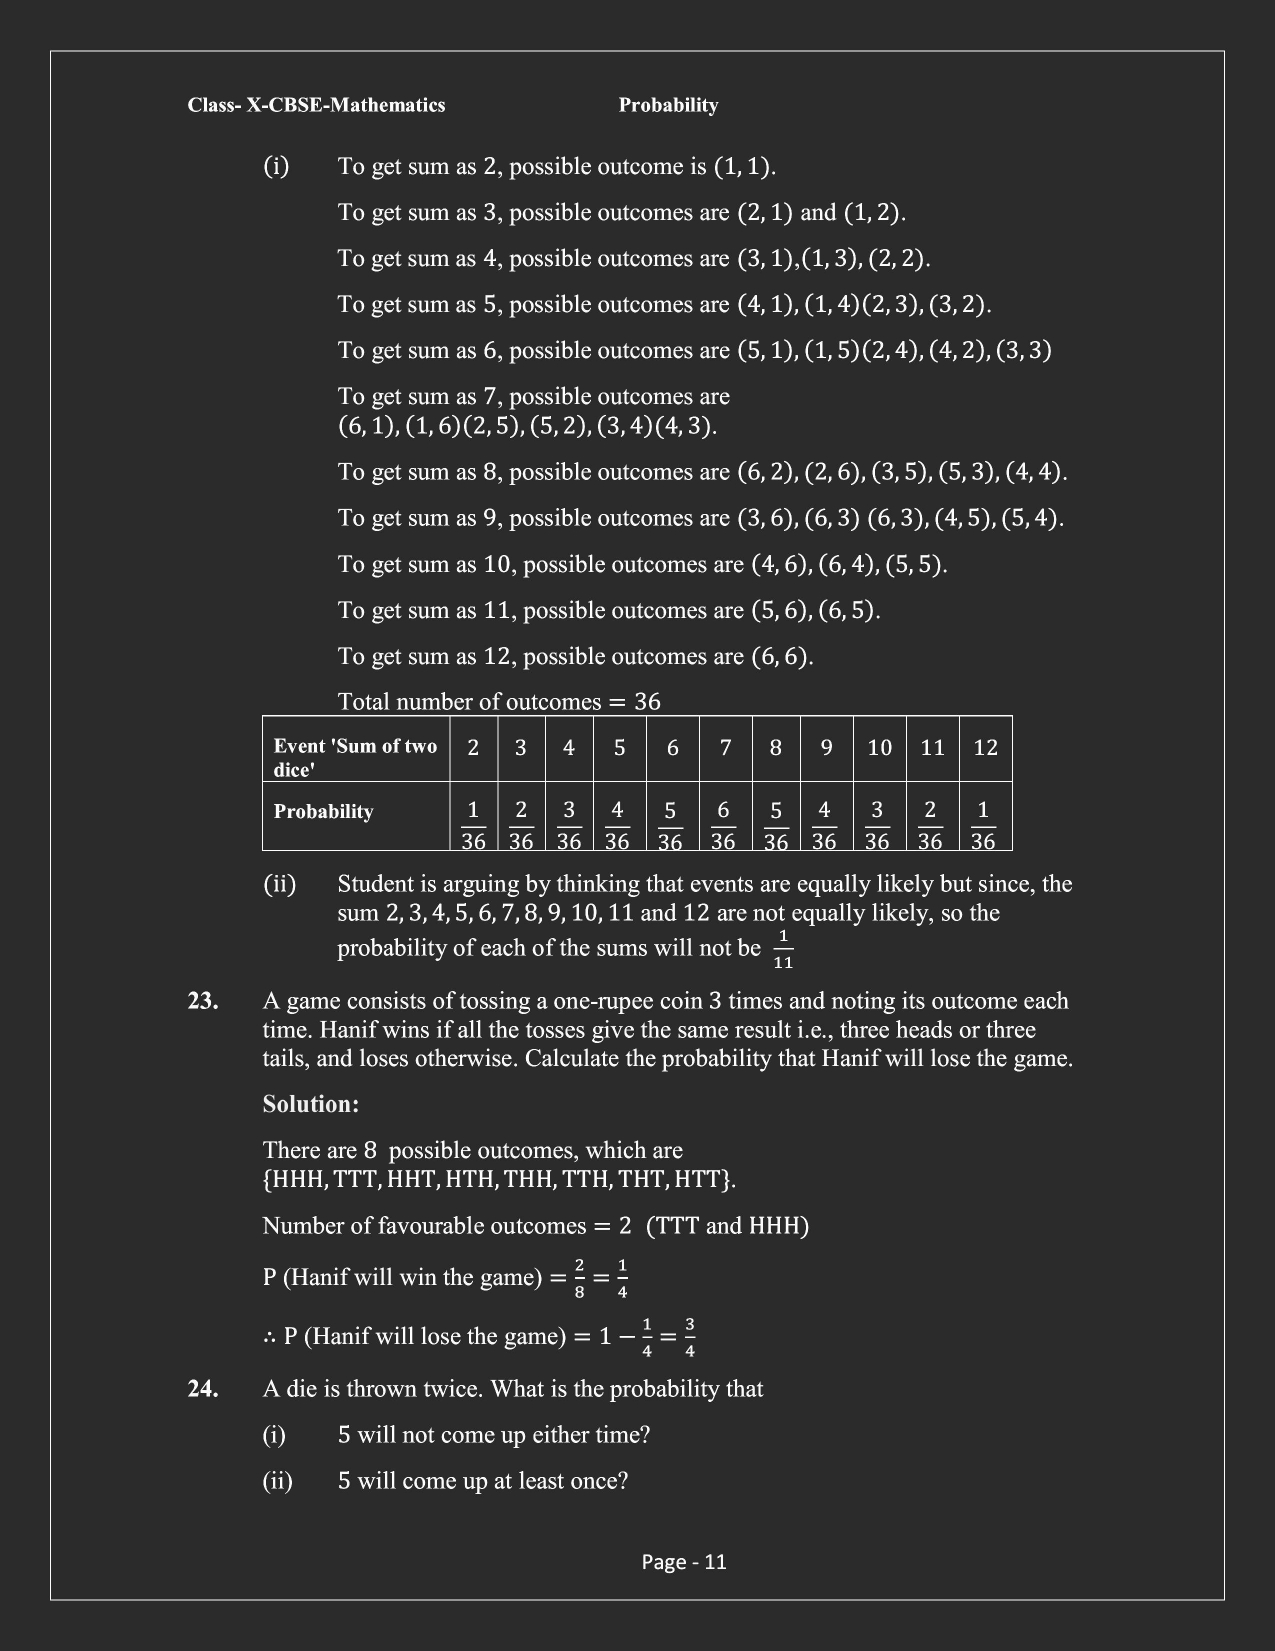 Class- X-CBSE-Mathematics Probability
(i) To get sum as 2, possible outcome is (1, 1).
To get sum as 3, possible outcomes are (2, 1) and (1, 2).
To get sum as 4, possible outcomes are (3, 1),(1, 3), (2, 2).
To get sum as 5, possible outcomes are (4, 1), (1, 4)(2, 3), (3, 2).
To get sum as 6, possible outcomes are (5, 1), (1, 5)(2, 4), (4, 2), (3, 3)
To get sum as 7, possible outcomes are
(6, 1), (1, 6)(2, 5), (5, 2), (3, 4)(4, 3).
To get sum as 8, possible outcomes are (6, 2), (2, 6), (3, 5), (5, 3), (4, 4).
To get sum as 9, possible outcomes are (3, 6), (6, 3) (6, 3), (4, 5), (5, 4).
To get sum as 10, possible outcomes are (4, 6), (6, 4), (5, 5).
To get sum as 11, possible outcomes are (5, 6), (6, 5).
To get sum as 12, possible outcomes are (6, 6).
Total number of outcomes = 36
Event 'Sum of two dice' 2 3 4 5 6 7 8 9 10 11 12
Probability 1/36 2/36 3/36 4/36 5/36 6/36 5/36 4/36 3/36 2/36 1/36
(ii) Student is arguing by thinking that events are equally likely but since, the
sum 2, 3, 4, 5, 6, 7, 8, 9, 10, 11 and 12 are not equally likely, so the
probability of each of the sums will not be 1/11
23. A game consists of tossing a one-rupee coin 3 times and noting its outcome each
time. Hanif wins if all the tosses give the same result i.e., three heads or three
tails, and loses otherwise. Calculate the probability that Hanif will lose the game.
Solution:
There are 8 possible outcomes, which are
{HHH, TTT, HHT, HTH, THH, TTH, THT, HTT}.
Number of favourable outcomes = 2 (TTT and HHH)
P (Hanif will win the game) = 2/8 = 1/4
∴ P (Hanif will lose the game) = 1 − 1/4 = 3/4
24. A die is thrown twice. What is the probability that
(i) 5 will not come up either time?
(ii) 5 will come up at least once?
Page - 11